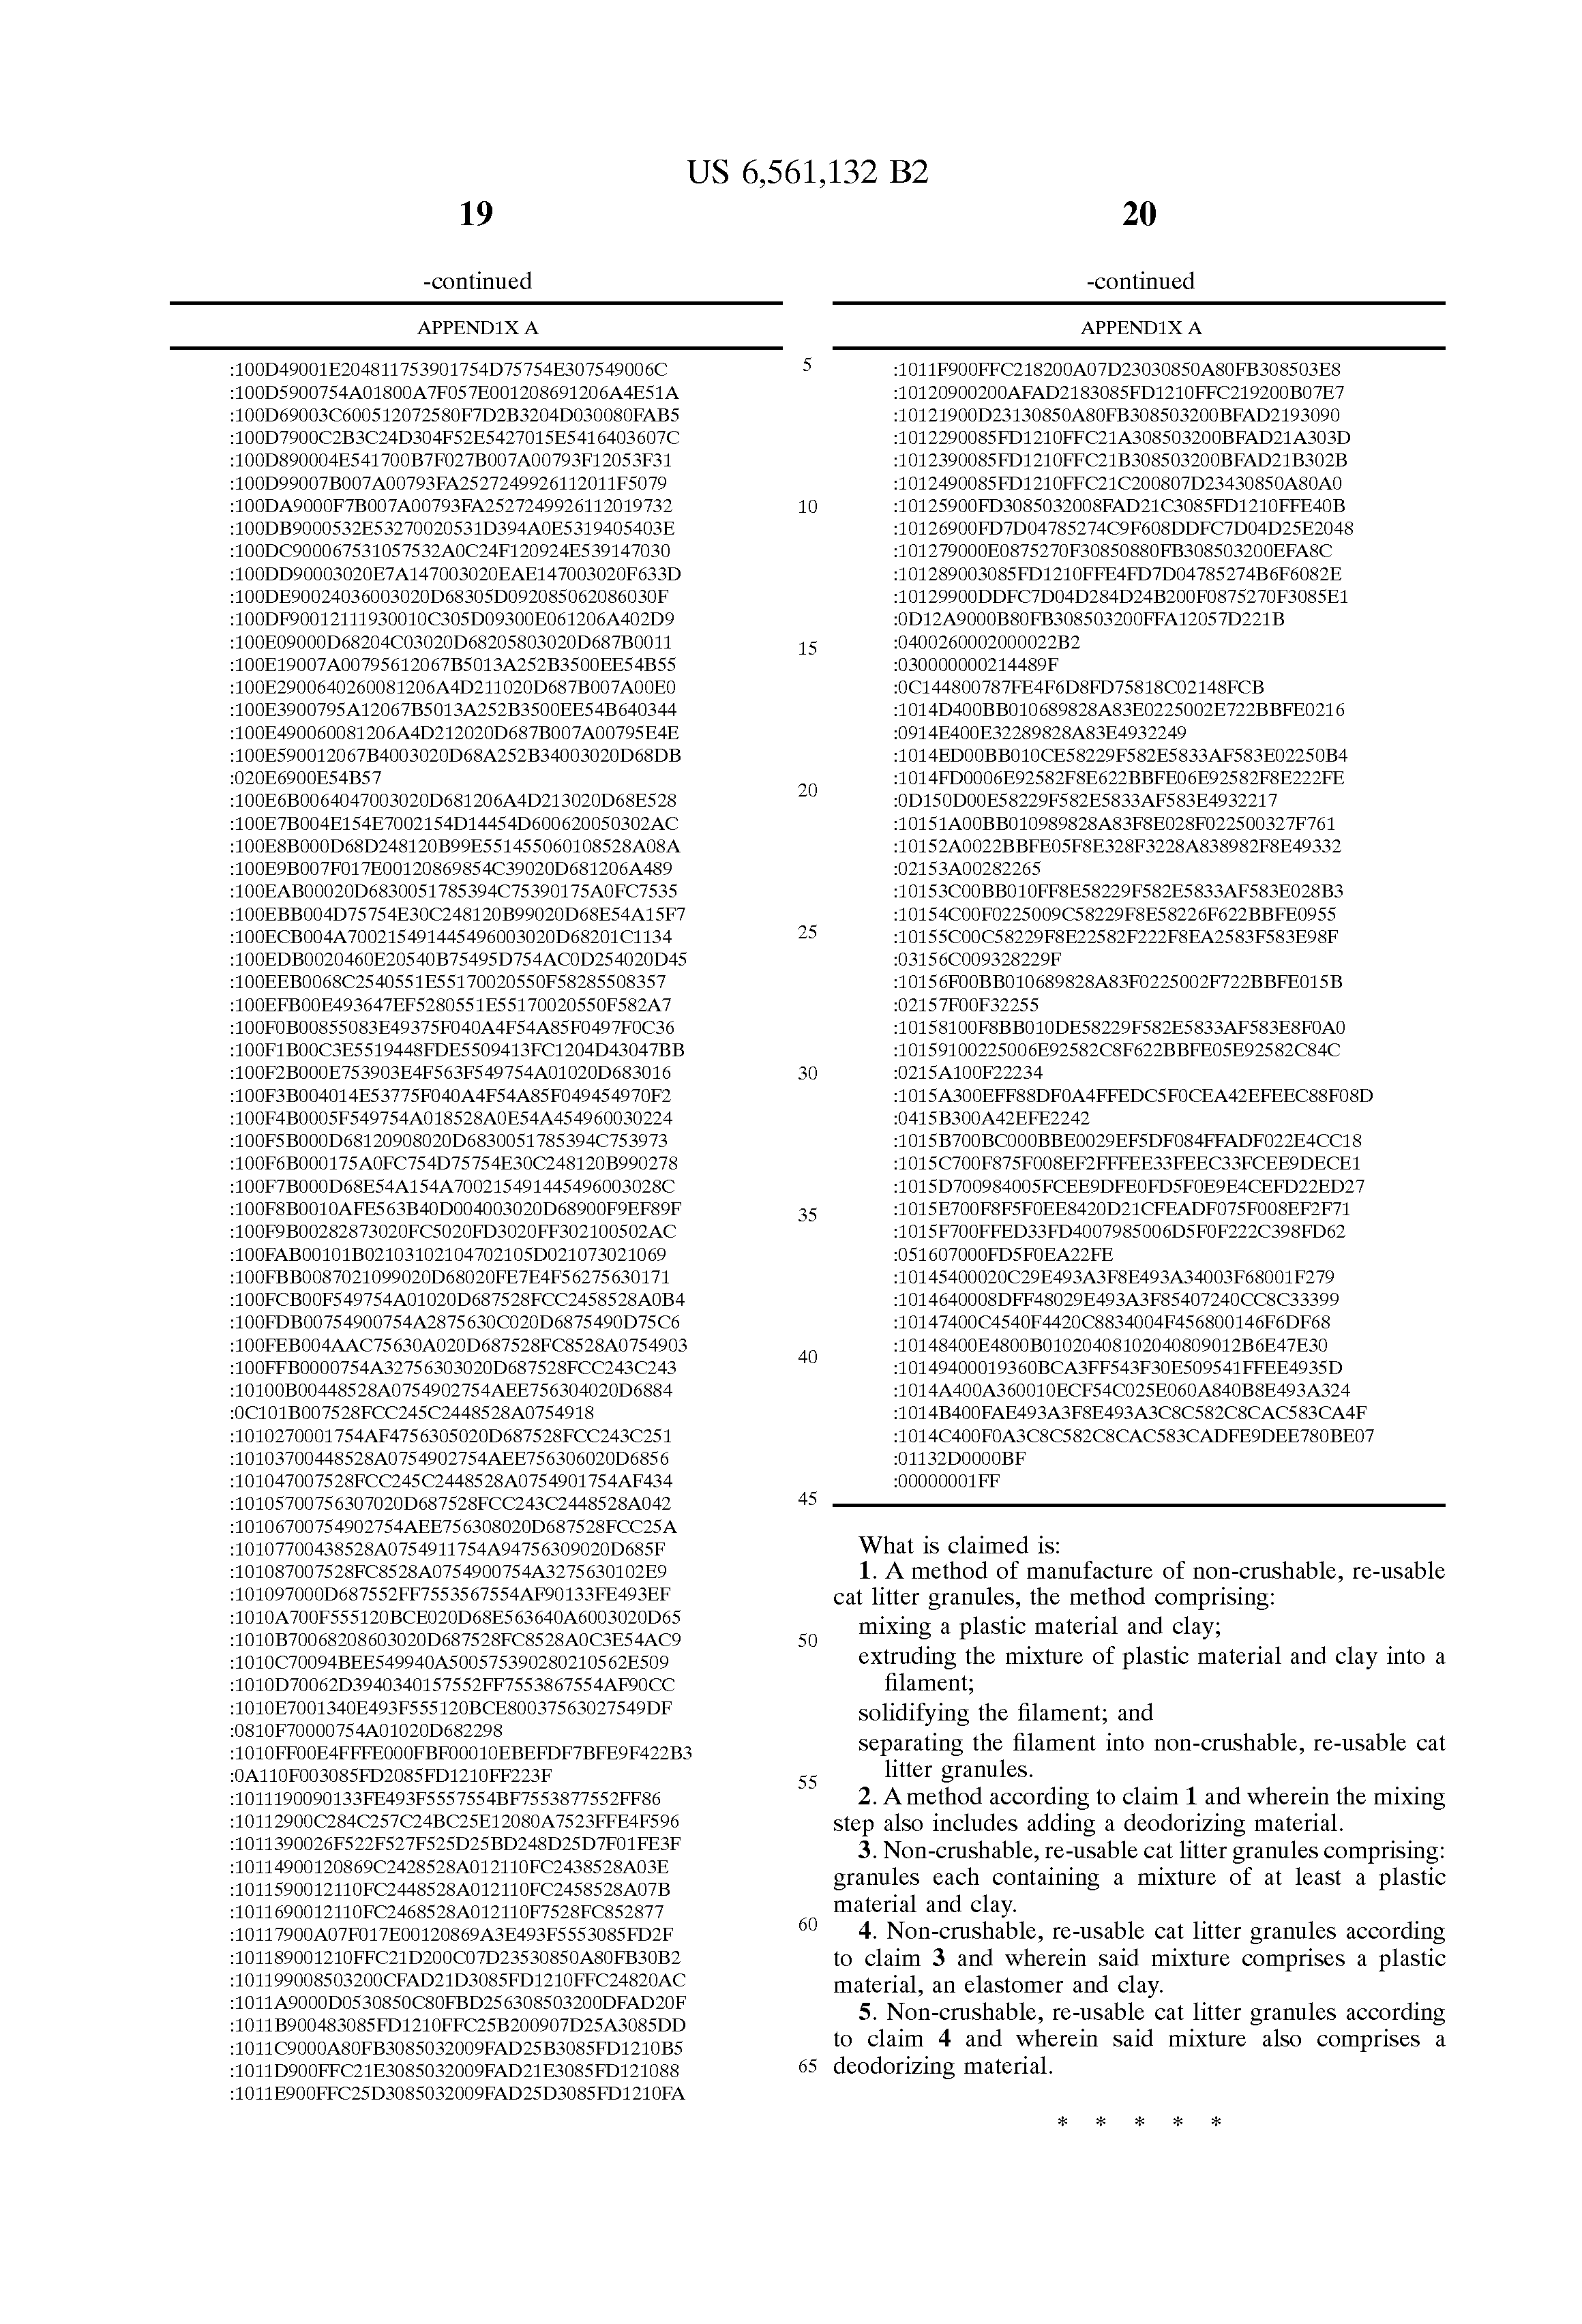 US 6,561,132 B2
19
-continued
APPEND1X A
:100D49001E204811753901754D75754E307549006C
:100D5900754A01800A7F057E001208691206A4E51A
:100D69003C600512072580F7D2B3204D030080FAB5
:100D7900C2B3C24D304F52E5427015E5416403607C
:100D890004E541700B7F027B007A00793F12053F31
:100D99007B007A00793FA2527249926112011F5079
:100DA9000F7B007A00793FA2527249926112019732
:100DB9000532E53270020531D394A0E5319405403E
:100DC900067531057532A0C24F120924E539147030
:100DD90003020E7A147003020EAE147003020F633D
:100DE90024036003020D68305D092085062086030F
:100DF90012111930010C305D09300E061206A402D9
:100E09000D68204C03020D68205803020D687B0011
:100E19007A00795612067B5013A252B3500EE54B55
:100E2900640260081206A4D211020D687B007A00E0
:100E3900795A12067B5013A252B3500EE54B640344
:100E490060081206A4D212020D687B007A00795E4E
:100E590012067B4003020D68A252B34003020D68DB
:020E6900E54B57
:100E6B0064047003020D681206A4D213020D68E528
:100E7B004E154E7002154D14454D600620050302AC
:100E8B000D68D248120B99E551455060108528A08A
:100E9B007F017E00120869854C39020D681206A489
:100EAB00020D6830051785394C75390175A0FC7535
:100EBB004D75754E30C248120B99020D68E54A15F7
:100ECB004A700215491445496003020D68201C1134
:100EDB0020460E20540B75495D754AC0D254020D45
:100EEB0068C2540551E55170020550F58285508357
:100EFB00E493647EF5280551E55170020550F582A7
:100F0B00855083E49375F040A4F54A85F0497F0C36
:100F1B00C3E5519448FDE5509413FC1204D43047BB
:100F2B000E753903E4F563F549754A01020D683016
:100F3B004014E53775F040A4F54A85F049454970F2
:100F4B0005F549754A018528A0E54A454960030224
:100F5B000D68120908020D6830051785394C753973
:100F6B000175A0FC754D75754E30C248120B990278
:100F7B000D68E54A154A700215491445496003028C
:100F8B0010AFE563B40D004003020D68900F9EF89F
:100F9B00282873020FC5020FD3020FF302100502AC
:100FAB00101B02103102104702105D021073021069
:100FBB0087021099020D68020FE7E4F56275630171
:100FCB00F549754A01020D687528FCC2458528A0B4
:100FDB00754900754A2875630C020D6875490D75C6
:100FEB004AAC75630A020D687528FC8528A0754903
:100FFB0000754A32756303020D687528FCC243C243
:10100B00448528A0754902754AEE756304020D6884
:0C101B007528FCC245C2448528A0754918
:1010270001754AF4756305020D687528FCC243C251
:10103700448528A0754902754AEE756306020D6856
:101047007528FCC245C2448528A0754901754AF434
:10105700756307020D687528FCC243C2448528A042
:10106700754902754AEE756308020D687528FCC25A
:10107700438528A0754911754A94756309020D685F
:101087007528FC8528A0754900754A3275630102E9
:101097000D687552FF7553567554AF90133FE493EF
:1010A700F555120BCE020D68E563640A6003020D65
:1010B70068208603020D687528FC8528A0C3E54AC9
:1010C70094BEE549940A500575390280210562E509
:1010D70062D3940340157552FF7553867554AF90CC
:1010E7001340E493F555120BCE80037563027549DF
:0810F70000754A01020D682298
:1010FF00E4FFFE000FBF00010EBEFDF7BFE9F422B3
:0A110F003085FD2085FD1210FF223F
:1011190090133FE493F5557554BF7553877552FF86
:10112900C284C257C24BC25E12080A7523FFE4F596
:1011390026F522F527F525D25BD248D25D7F01FE3F
:10114900120869C2428528A012110FC2438528A03E
:1011590012110FC2448528A012110FC2458528A07B
:1011690012110FC2468528A012110F7528FC852877
:10117900A07F017E00120869A3E493F5553085FD2F
:101189001210FFC21D200C07D23530850A80FB30B2
:101199008503200CFAD21D3085FD1210FFC24820AC
:1011A9000D0530850C80FBD256308503200DFAD20F
:1011B900483085FD1210FFC25B200907D25A3085DD
:1011C9000A80FB3085032009FAD25B3085FD1210B5
:1011D900FFC21E3085032009FAD21E3085FD121088
:1011E900FFC25D3085032009FAD25D3085FD1210FA
20
-continued
APPEND1X A
:1011F900FFC218200A07D23030850A80FB308503E8
:10120900200AFAD2183085FD1210FFC219200B07E7
:10121900D23130850A80FB308503200BFAD2193090
:1012290085FD1210FFC21A308503200BFAD21A303D
:1012390085FD1210FFC21B308503200BFAD21B302B
:1012490085FD1210FFC21C200807D23430850A80A0
:10125900FD3085032008FAD21C3085FD1210FFE40B
:10126900FD7D04785274C9F608DDFC7D04D25E2048
:101279000E0875270F30850880FB308503200EFA8C
:101289003085FD1210FFE4FD7D04785274B6F6082E
:10129900DDFC7D04D284D24B200F0875270F3085E1
:0D12A9000B80FB308503200FFA12057D221B
:0400260002000022B2
:030000000214489F
:0C144800787FE4F6D8FD75818C02148FCB
:1014D400BB010689828A83E0225002E722BBFE0216
:0914E400E32289828A83E4932249
:1014ED00BB010CE58229F582E5833AF583E02250B4
:1014FD0006E92582F8E622BBFE06E92582F8E222FE
:0D150D00E58229F582E5833AF583E4932217
:10151A00BB010989828A83F8E028F022500327F761
:10152A0022BBFE05F8E328F3228A838982F8E49332
:02153A00282265
:10153C00BB010FF8E58229F582E5833AF583E028B3
:10154C00F0225009C58229F8E58226F622BBFE0955
:10155C00C58229F8E22582F222F8EA2583F583E98F
:03156C009328229F
:10156F00BB010689828A83F0225002F722BBFE015B
:02157F00F32255
:10158100F8BB010DE58229F582E5833AF583E8F0A0
:10159100225006E92582C8F622BBFE05E92582C84C
:0215A100F22234
:1015A300EFF88DF0A4FFEDC5F0CEA42EFEEC88F08D
:0415B300A42EFE2242
:1015B700BC000BBE0029EF5DF084FFADF022E4CC18
:1015C700F875F008EF2FFFEE33FEEC33FCEE9DECE1
:1015D700984005FCEE9DFE0FD5F0E9E4CEFD22ED27
:1015E700F8F5F0EE8420D21CFEADF075F008EF2F71
:1015F700FFED33FD4007985006D5F0F222C398FD62
:051607000FD5F0EA22FE
:10145400020C29E493A3F8E493A34003F68001F279
:1014640008DFF48029E493A3F85407240CC8C33399
:10147400C4540F4420C8834004F456800146F6DF68
:10148400E4800B01020408102040809012B6E47E30
:10149400019360BCA3FF543F30E509541FFEE4935D
:1014A400A360010ECF54C025E060A840B8E493A324
:1014B400FAE493A3F8E493A3C8C582C8CAC583CA4F
:1014C400F0A3C8C582C8CAC583CADFE9DEE780BE07
:01132D0000BF
:00000001FF
What is claimed is:
1. A method of manufacture of non-crushable, re-usable
cat litter granules, the method comprising:
mixing a plastic material and clay;
extruding the mixture of plastic material and clay into a
filament;
solidifying the filament; and
separating the filament into non-crushable, re-usable cat
litter granules.
2. A method according to claim 1 and wherein the mixing
step also includes adding a deodorizing material.
3. Non-crushable, re-usable cat litter granules comprising:
granules each containing a mixture of at least a plastic
material and clay.
4. Non-crushable, re-usable cat litter granules according
to claim 3 and wherein said mixture comprises a plastic
material, an elastomer and clay.
5. Non-crushable, re-usable cat litter granules according
to claim 4 and wherein said mixture also comprises a
deodorizing material.
* * * * *
5
10
15
20
25
30
35
40
45
50
55
60
65